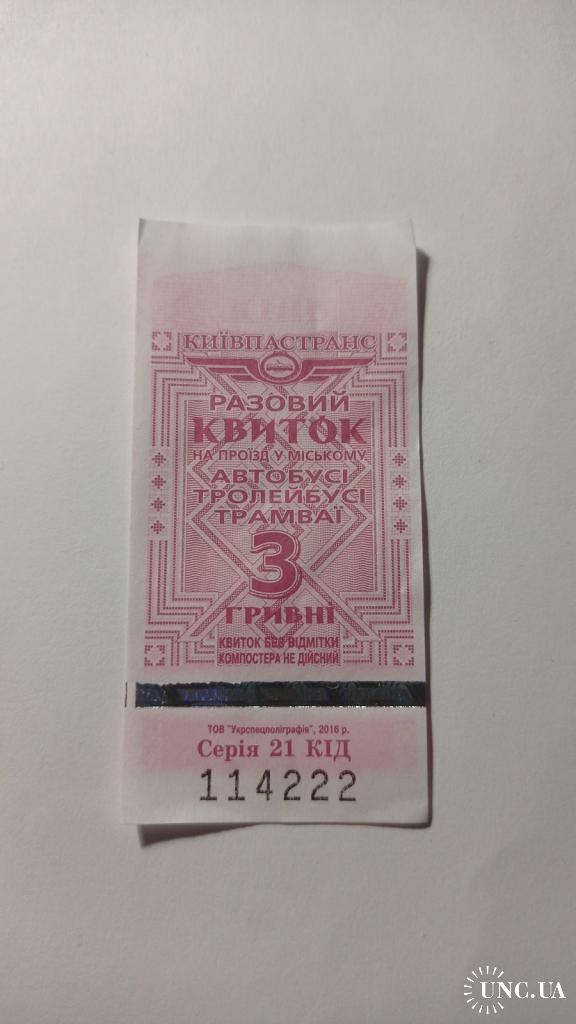 КИЇВПАСТРАНС
РАЗОВИЙ
КВИТОК
НА ПРОЇЗД У МІСЬКОМУ
АВТОБУСІ
ТРОЛЕЙБУСІ
ТРАМВАЇ
3
ГРИВНІ
КВИТОК БЕЗ ВІДМІТКИ
КОМПОСТЕРА НЕ ДІЙСНИЙ
ТОВ "Укрспецполіграфія", 2016 р.
Серія 21 КІД
114222
UNC.UA